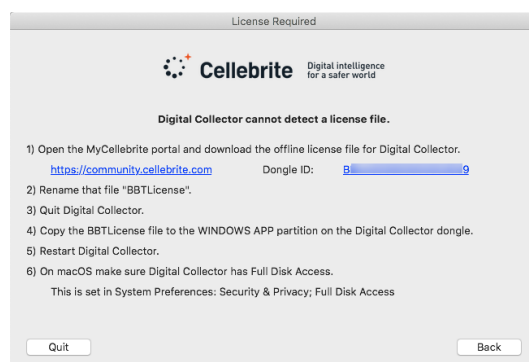 License Required
Cellebrite
Digital intelligence
for a safer world
Digital Collector cannot detect a license file.
1) Open the MyCellebrite portal and download the offline license file for Digital Collector.
https://community.cellebrite.com Dongle ID: B 9
2) Rename that file "BBTLicense".
3) Quit Digital Collector.
4) Copy the BBTLicense file to the WINDOWS APP partition on the Digital Collector dongle.
5) Restart Digital Collector.
6) On macOS make sure Digital Collector has Full Disk Access.
This is set in System Preferences: Security & Privacy; Full Disk Access
Quit Back